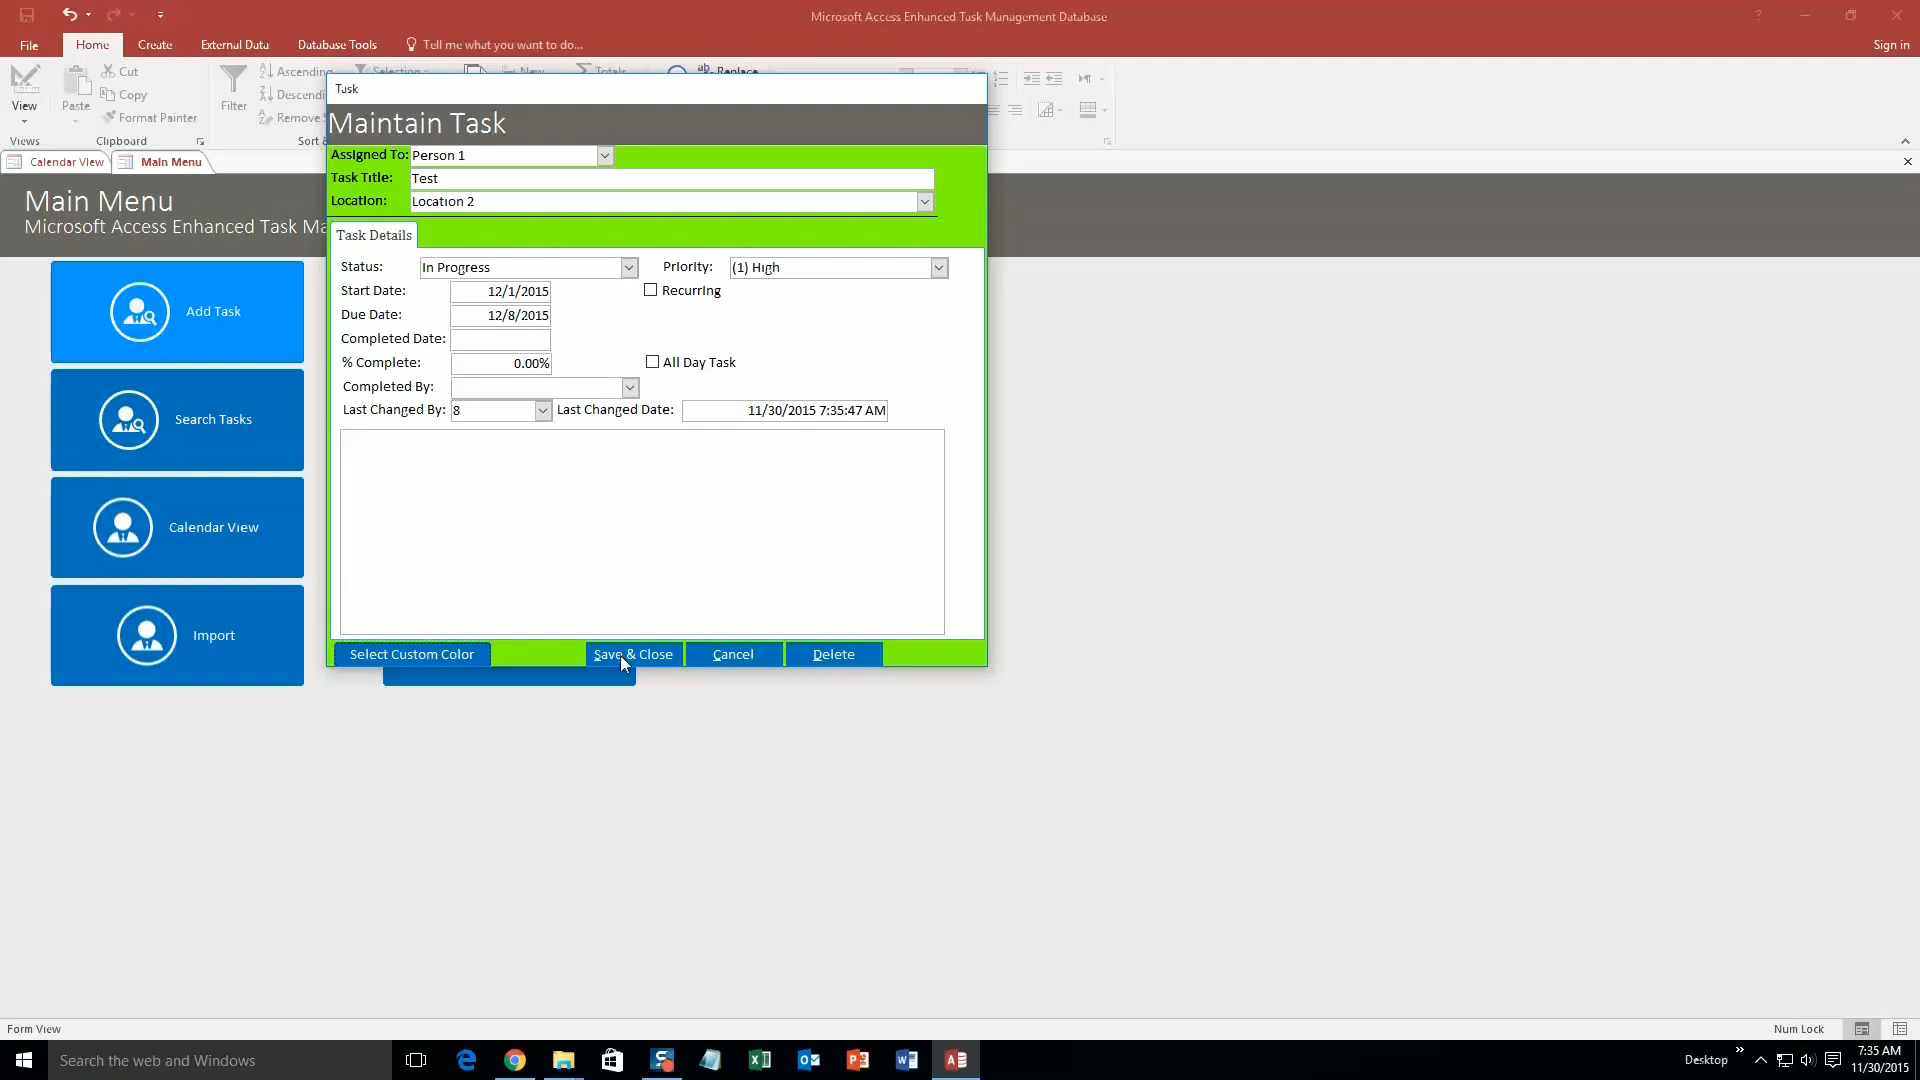 Microsoft Access Enhanced Task Management Database
?
File
Home
Create
External Data
Database Tools
Tell me what you want to do...
Sign in
View
Views
Paste
Cut
Copy
Format Painter
Clipboard
Filter
Ascending
Remove
Sort &
Selection
New
Totals
Replace
Calendar View
Main Menu
Main Menu
Microsoft Access Enhanced Task Ma
Add Task
Search Tasks
Calendar View
Import
Task
Maintain Task
Assigned To: Person 1
Task Title: Test
Location: Location 2
Task Details
Status: In Progress Priority: (1) High
Start Date: 12/1/2015 Recurring
Due Date: 12/8/2015
Completed Date:
% Complete: 0.00% All Day Task
Completed By:
Last Changed By: 8 Last Changed Date: 11/30/2015 7:35:47 AM
Select Custom Color Save & Close Cancel Delete
Form View
Num Lock
Search the web and Windows
Desktop
7:35 AM
11/30/2015